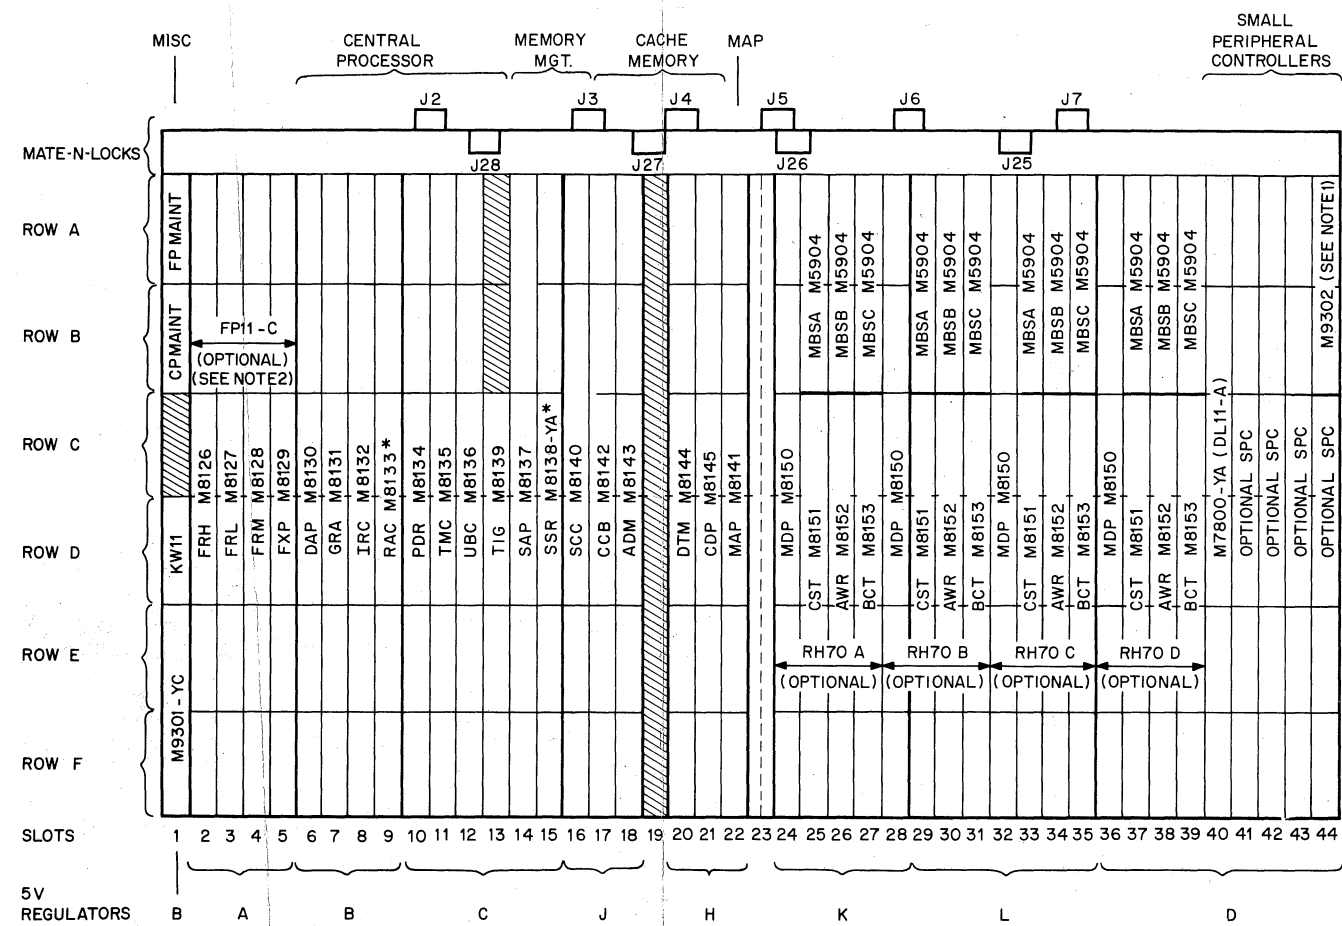 MISC
CENTRAL
PROCESSOR
MEMORY
MGT.
CACHE
MEMORY
MAP
SMALL
PERIPHERAL
CONTROLLERS
J2
J3
J4
J5
J6
J7
MATE-N-LOCKS
J28
J27
J26
J25
ROW A
FP MAINT
M5904
M5904
M5904
M5904
M5904
M5904
M5904
M5904
M5904
M5904
M5904
M5904
M9302 (SEE NOTE1)
ROW B
CPMAINT
FP11-C
(OPTIONAL)
(SEE NOTE2)
MBSA
MBSB
MBSC
MBSA
MBSB
MBSC
MBSA
MBSB
MBSC
MBSA
MBSB
MBSC
ROW C
ROW D
KW11
FRH M8126
FRL M8127
FRM M8128
FXP M8129
DAP M8130
GRA M8131
IRC M8132
RAC M8133*
PDR M8134
TMC M8135
UBC M8136
TIG M8139
SAP M8137
SSR M8138-YA*
SCC M8140
CCB M8142
ADM M8143
DTM M8144
CDP M8145
MAP M8141
MDP M8150
CST M8151
AWR M8152
BCT M8153
MDP M8150
CST M8151
AWR M8152
BCT M8153
MDP M8150
CST M8151
AWR M8152
BCT M8153
MDP M8150
CST M8151
AWR M8152
BCT M8153
M7800-YA (DL11-A)
OPTIONAL SPC
OPTIONAL SPC
OPTIONAL SPC
OPTIONAL SPC
ROW E
M9301-YC
RH70 A
(OPTIONAL)
RH70 B
(OPTIONAL)
RH70 C
(OPTIONAL)
RH70 D
(OPTIONAL)
ROW F
SLOTS 1 2 3 4 5 6 7 8 9 10 11 12 13 14 15 16 17 18 19 20 21 22 23 24 25 26 27 28 29 30 31 32 33 34 35 36 37 38 39 40 41 42 43 44
5V
REGULATORS B A B C J H K L D